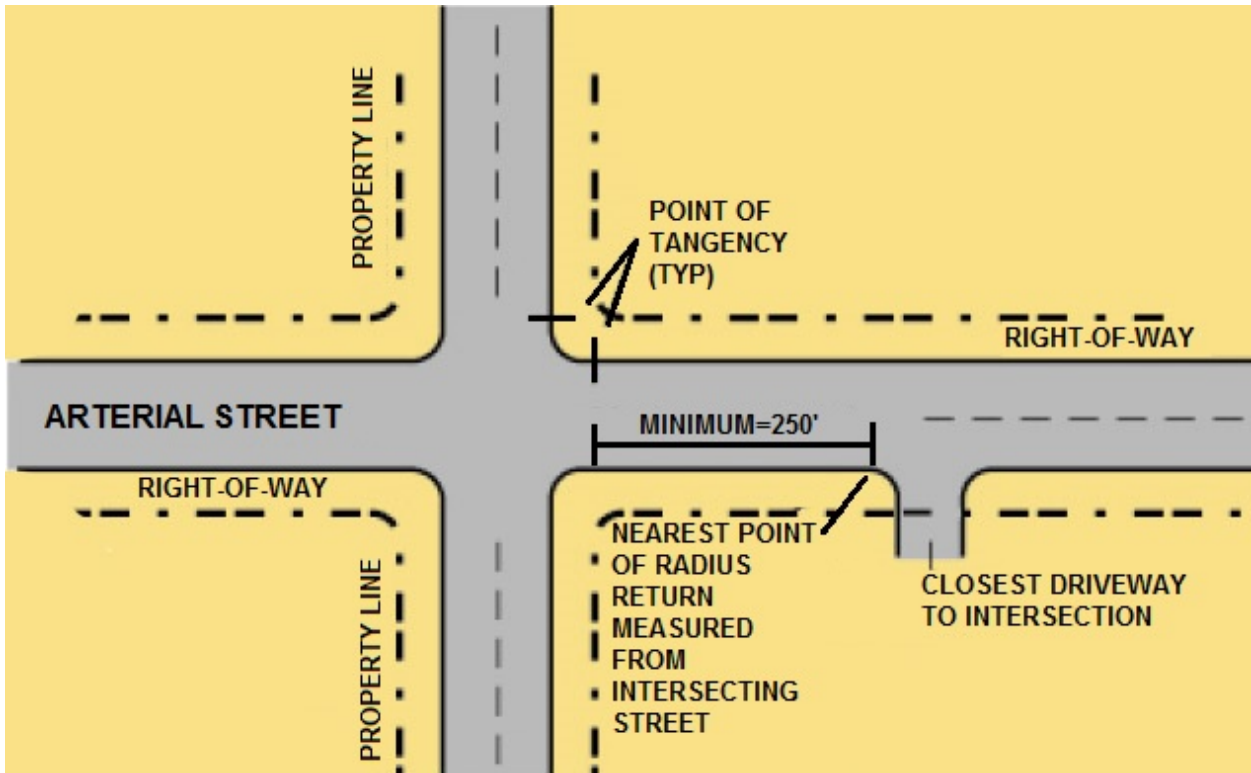 PROPERTY LINE
POINT OF
TANGENCY
(TYP)
RIGHT-OF-WAY
ARTERIAL STREET
MINIMUM=250'
RIGHT-OF-WAY
NEAREST POINT
OF RADIUS
RETURN
MEASURED
FROM
INTERSECTING
STREET
CLOSEST DRIVEWAY
TO INTERSECTION
PROPERTY LINE